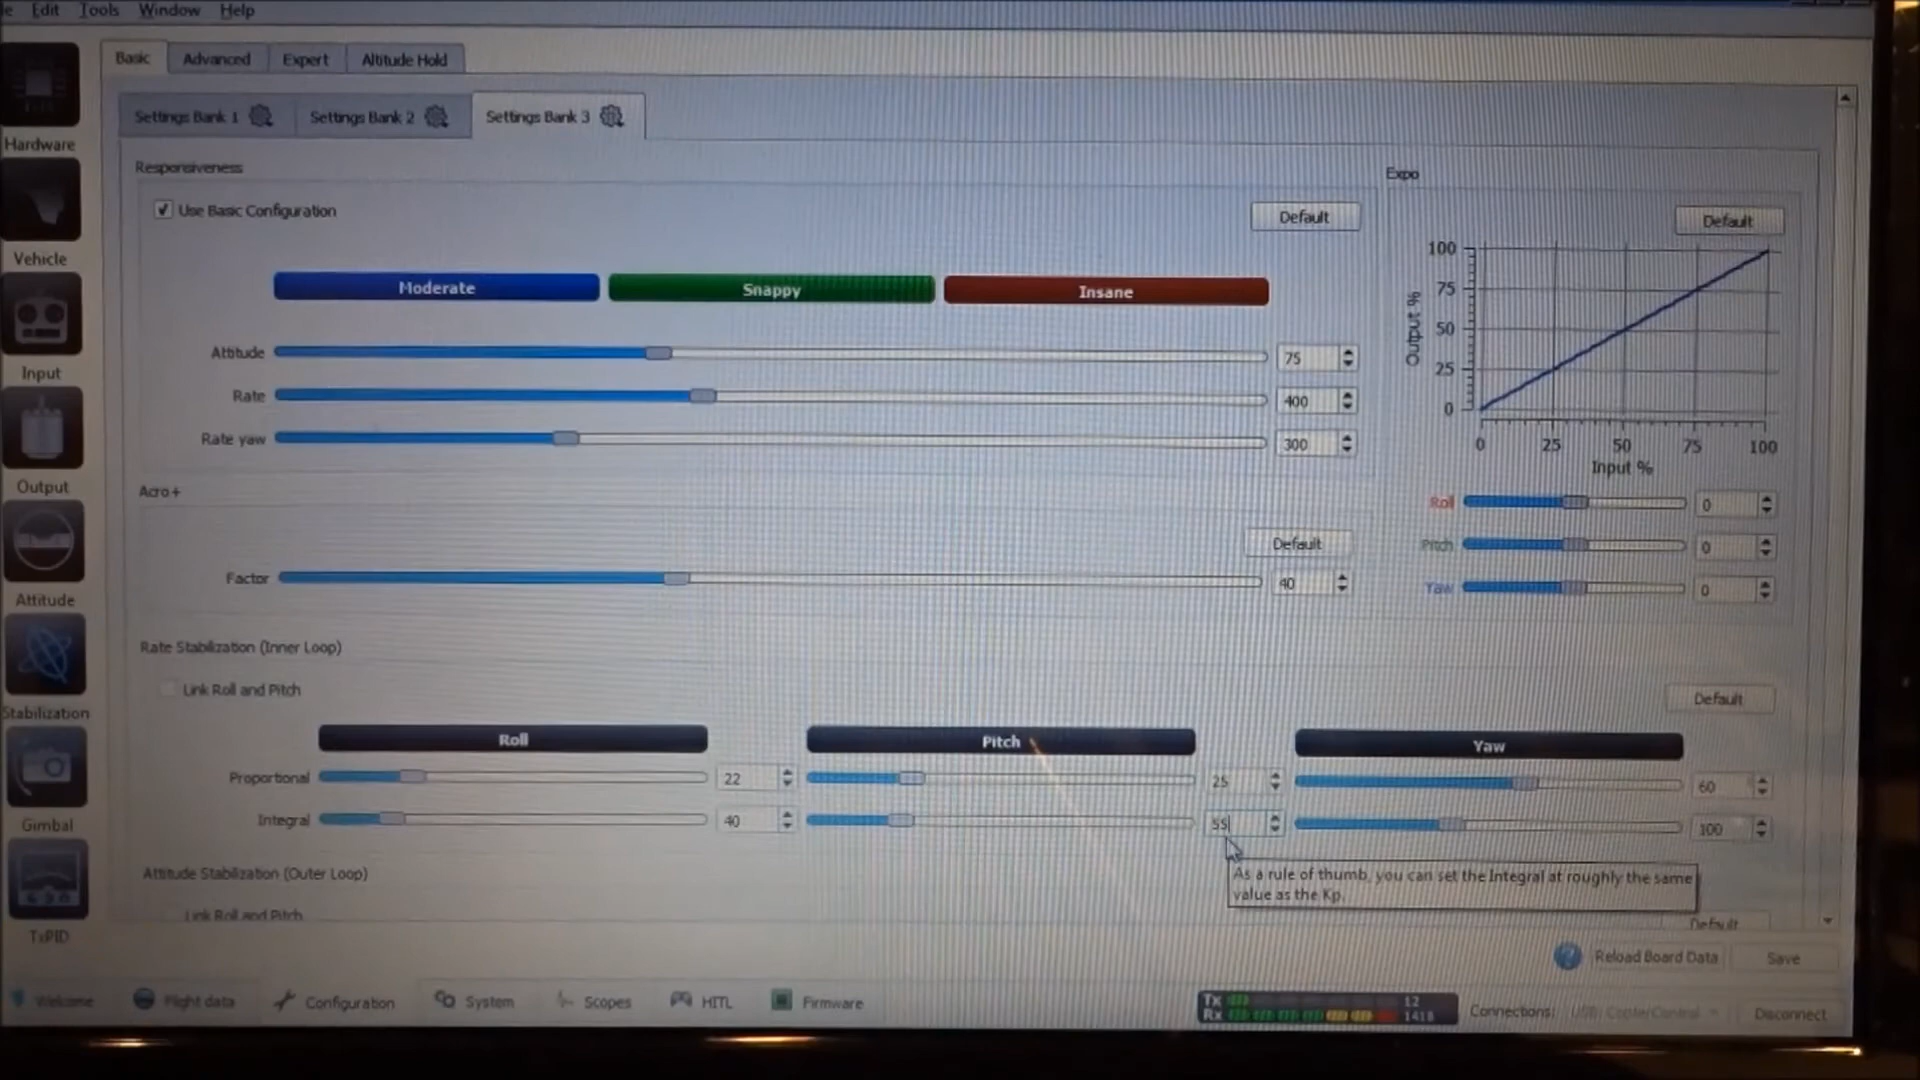 Edit Tools Window Help
Basic Advanced Expert Altitude Hold
Settings Bank 1 Settings Bank 2 Settings Bank 3
Hardware
Vehicle
Input
Output
Attitude
Stabilization
Gimbal
TxPID
Responsiveness
Use Basic Configuration
Default
Moderate Snappy Insane
Attitude 75
Rate 400
Rate yaw 300
Acro+
Default
Factor 40
Expo
Default
Output %
100
75
50
25
0
0 25 50 75 100
Input %
Roll 0
Pitch 0
Yaw 0
Rate Stabilization (Inner Loop)
Link Roll and Pitch
Default
Roll Pitch Yaw
Proportional 22 25 60
Integral 40 55 100
As a rule of thumb, you can set the Integral at roughly the same
value as the Kp.
Attitude Stabilization (Outer Loop)
Link Roll and Pitch
Default
Reload Board Data Save
Welcome Flight data Configuration System Scopes HITL Firmware
Tx 12
Rx 1418
Connections: USB: CopterControl Disconnect